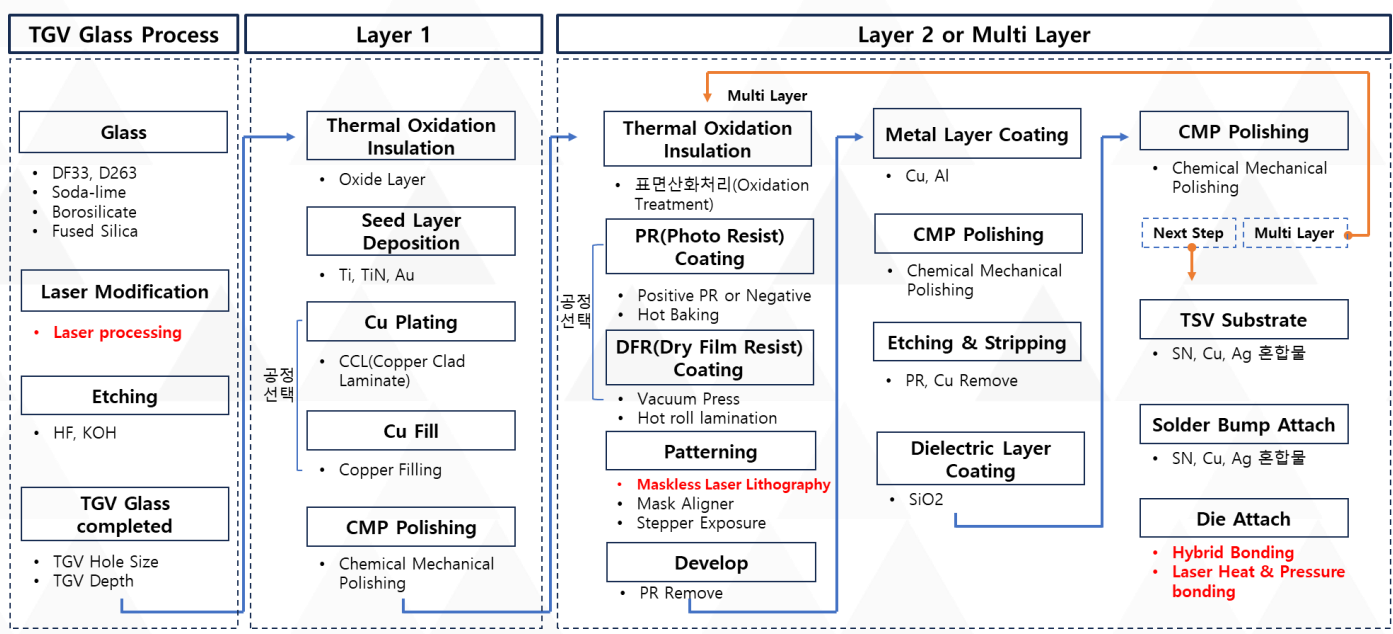 TGV Glass Process
Glass
• DF33, D263
• Soda-lime
• Borosilicate
• Fused Silica
Laser Modification
• Laser processing
Etching
• HF, KOH
TGV Glass
completed
• TGV Hole Size
• TGV Depth
Layer 1
Thermal Oxidation
Insulation
• Oxide Layer
Seed Layer
Deposition
• Ti, TiN, Au
공정
선택
Cu Plating
• CCL(Copper Clad
Laminate)
Cu Fill
• Copper Filling
CMP Polishing
• Chemical Mechanical
Polishing
Layer 2 or Multi Layer
Multi Layer
Thermal Oxidation
Insulation
• 표면산화처리(Oxidation
Treatment)
공정
선택
PR(Photo Resist)
Coating
• Positive PR or Negative
• Hot Baking
DFR(Dry Film Resist)
Coating
• Vacuum Press
• Hot roll lamination
Patterning
• Maskless Laser Lithography
• Mask Aligner
• Stepper Exposure
Develop
• PR Remove
Metal Layer Coating
• Cu, Al
CMP Polishing
• Chemical Mechanical
Polishing
Etching & Stripping
• PR, Cu Remove
Dielectric Layer
Coating
• SiO2
CMP Polishing
• Chemical Mechanical
Polishing
Next Step
Multi Layer
TSV Substrate
• SN, Cu, Ag 혼합물
Solder Bump Attach
• SN, Cu, Ag 혼합물
Die Attach
• Hybrid Bonding
• Laser Heat & Pressure
bonding